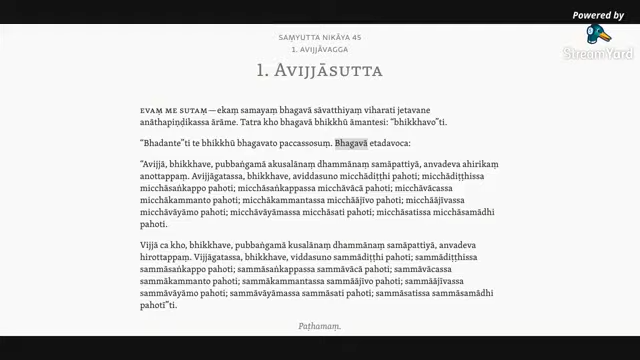 Powered by
StreamYard
SAṂYUTTA NIKĀYA 45
1. AVIJJĀVAGGA
1. AVIJJĀSUTTA
EVAṂ ME SUTAṂ—ekaṃ samayaṃ bhagavā sāvatthiyaṃ viharati jetavane
anāthapiṇḍikassa ārāme. Tatra kho bhagavā bhikkhū āmantesi: “bhikkhavo”ti.
“Bhadante”ti te bhikkhū bhagavato paccassosuṃ. Bhagavā etadavoca:
“Avijjā, bhikkhave, pubbaṅgamā akusalānaṃ dhammānaṃ samāpattiyā, anvadeva ahirikaṃ
anottappaṃ. Avijjāgatassa, bhikkhave, aviddasuno micchādiṭṭhi pahoti; micchādiṭṭhissa
micchāsaṅkappo pahoti; micchāsaṅkappassa micchāvācā pahoti; micchāvācassa
micchākammanto pahoti; micchākammantassa micchāājīvo pahoti; micchāājīvassa
micchāvāyāmo pahoti; micchāvāyāmassa micchāsati pahoti; micchāsatissa micchāsamādhi
pahoti.
Vijjā ca kho, bhikkhave, pubbaṅgamā kusalānaṃ dhammānaṃ samāpattiyā, anvadeva
hirottappaṃ. Vijjāgatassa, bhikkhave, viddasuno sammādiṭṭhi pahoti; sammādiṭṭhissa
sammāsaṅkappo pahoti; sammāsaṅkappassa sammāvācā pahoti; sammāvācassa
sammākammanto pahoti; sammākammantassa sammāājīvo pahoti; sammāājīvassa
sammāvāyāmo pahoti; sammāvāyāmassa sammāsati pahoti; sammāsatissa sammāsamādhi
pahotī”ti.
Paṭhamaṃ.